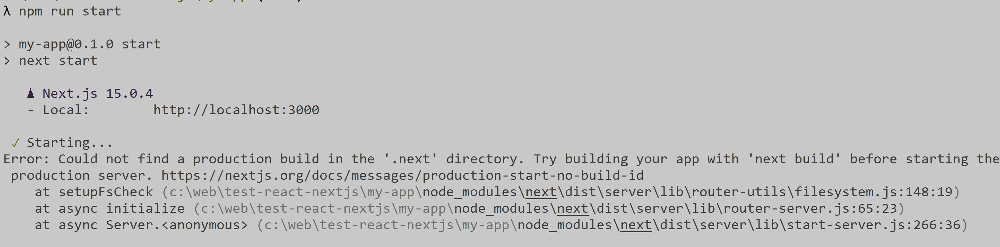 λ npm run start
> my-app@0.1.0 start
> next start
▲ Next.js 15.0.4
- Local:        http://localhost:3000
✓ Starting...
Error: Could not find a production build in the '.next' directory. Try building your app with 'next build' before starting the
production server. https://nextjs.org/docs/messages/production-start-no-build-id
at setupFsCheck (c:\web\test-react-nextjs\my-app\node_modules\next\dist\server\lib\router-utils\filesystem.js:148:19)
at async initialize (c:\web\test-react-nextjs\my-app\node_modules\next\dist\server\lib\router-server.js:65:23)
at async Server.<anonymous> (c:\web\test-react-nextjs\my-app\node_modules\next\dist\server\lib\start-server.js:266:36)